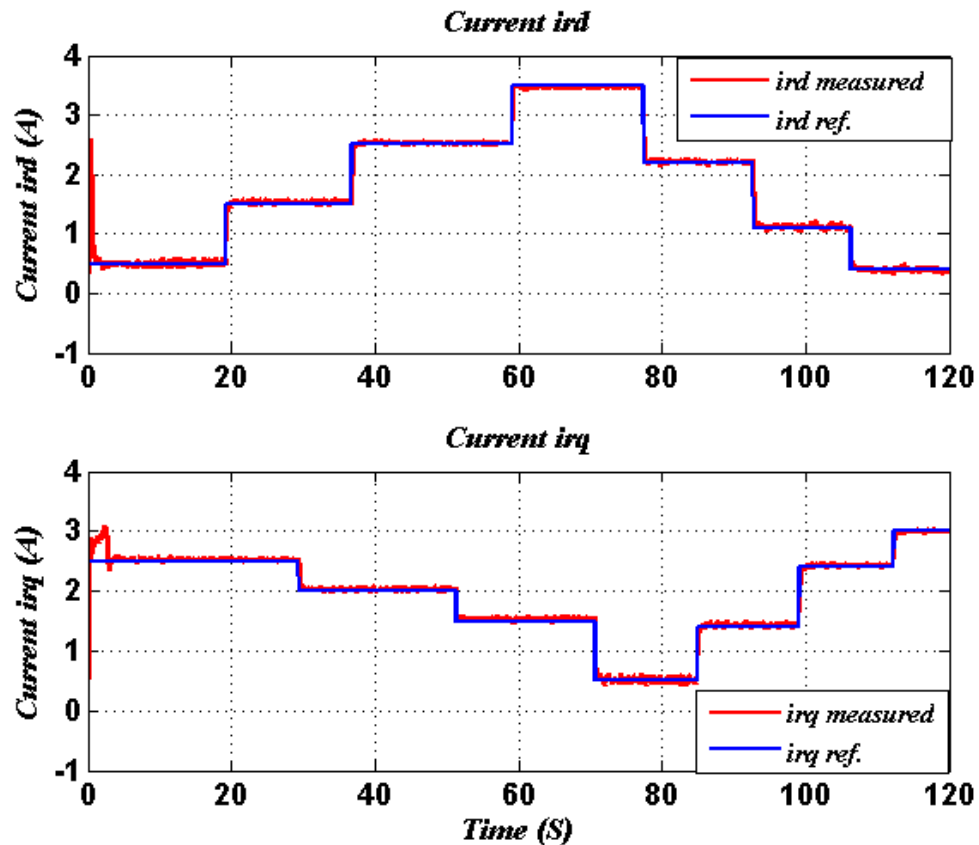 Current ird
Current ird (A)
4
3
2
1
0
-1
ird measured
ird ref.
0 20 40 60 80 100 120
Current irq
Current irq (A)
4
3
2
1
0
-1
irq measured
irq ref.
0 20 40 60 80 100 120
Time (S)